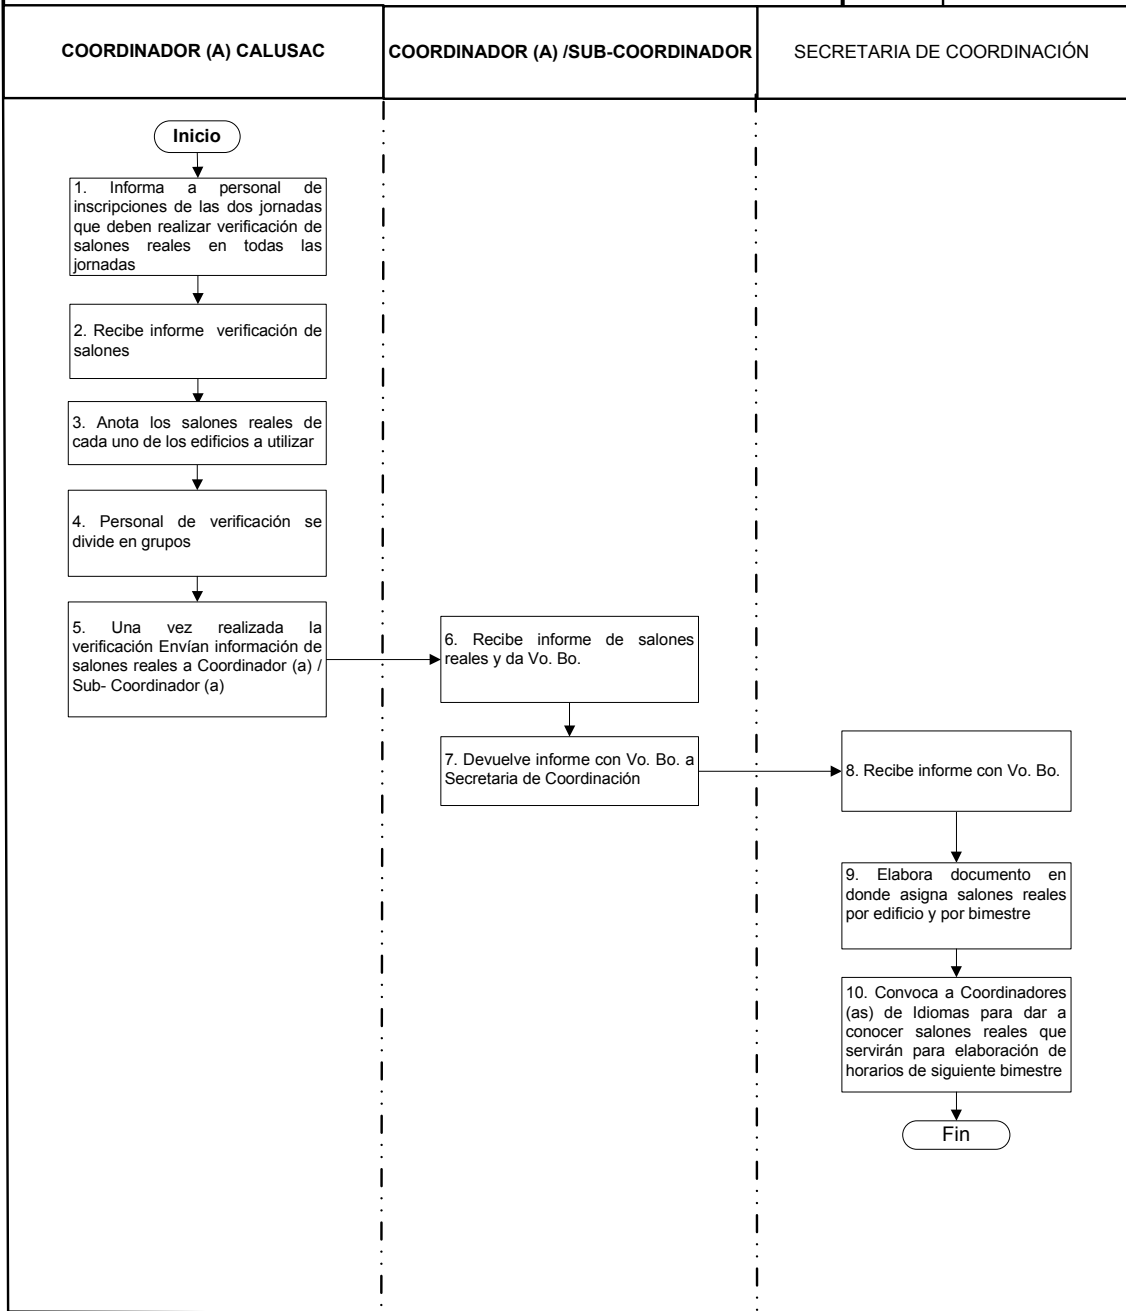 COORDINADOR (A) CALUSAC
COORDINADOR (A) /SUB-COORDINADOR
SECRETARIA DE COORDINACIÓN
Inicio
1. Informa a personal de
inscripciones de las dos jornadas
que deben realizar verificación de
salones reales en todas las
jornadas
2. Recibe informe verificación de
salones
3. Anota los salones reales de
cada uno de los edificios a utilizar
4. Personal de verificación se
divide en grupos
5. Una vez realizada la
verificación Envían información de
salones reales a Coordinador (a) /
Sub- Coordinador (a)
6. Recibe informe de salones
reales y da Vo. Bo.
7. Devuelve informe con Vo. Bo. a
Secretaria de Coordinación
8. Recibe informe con Vo. Bo.
9. Elabora documento en
donde asigna salones reales
por edificio y por bimestre
10. Convoca a Coordinadores
(as) de Idiomas para dar a
conocer salones reales que
servirán para elaboración de
horarios de siguiente bimestre
Fin